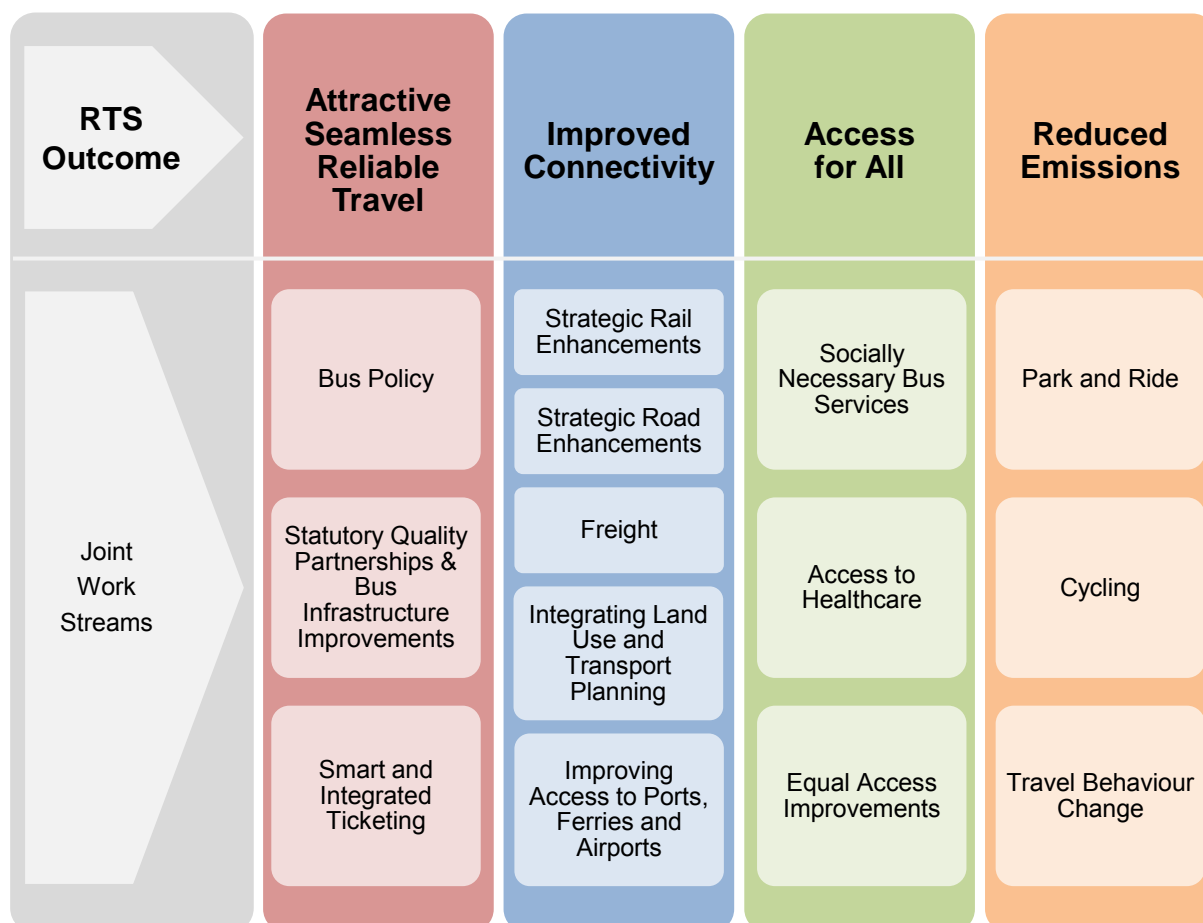 RTS
Outcome
Attractive
Seamless
Reliable
Travel
Improved
Connectivity
Access
for All
Reduced
Emissions
Joint
Work
Streams
Bus Policy
Statutory Quality
Partnerships &
Bus
Infrastructure
Improvements
Smart and
Integrated
Ticketing
Strategic Rail
Enhancements
Strategic Road
Enhancements
Freight
Integrating Land
Use and
Transport
Planning
Improving
Access to Ports,
Ferries and
Airports
Socially
Necessary Bus
Services
Access to
Healthcare
Equal Access
Improvements
Park and Ride
Cycling
Travel Behaviour
Change